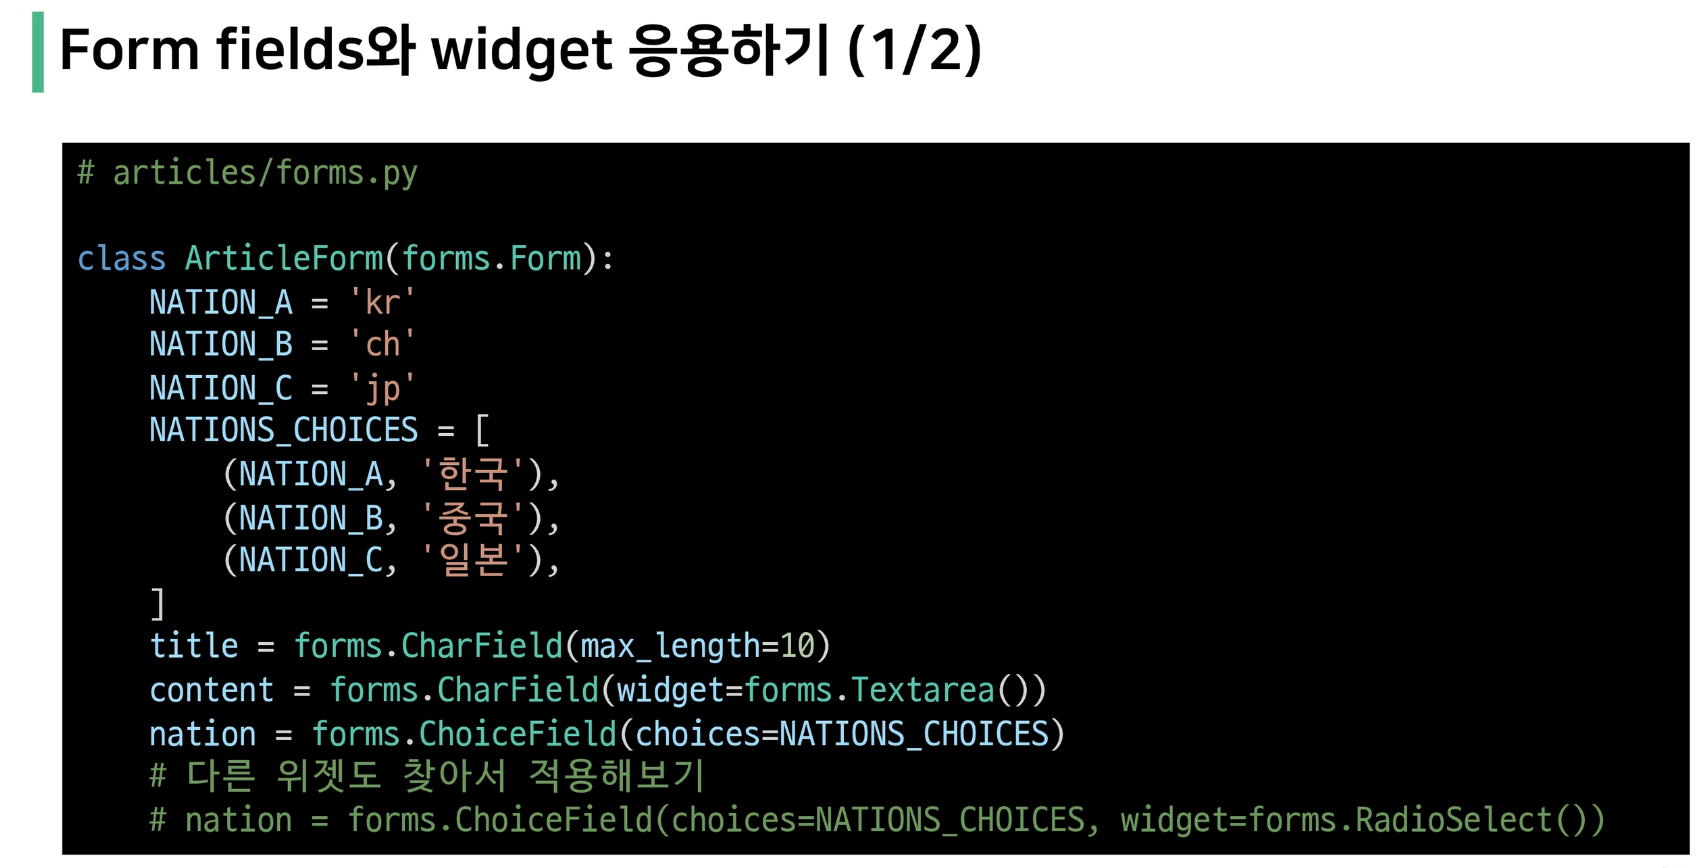 Form fields와 widget 응용하기 (1/2)
# articles/forms.py
class ArticleForm(forms.Form):
    NATION_A = 'kr'
    NATION_B = 'ch'
    NATION_C = 'jp'
    NATIONS_CHOICES = [
        (NATION_A, '한국'),
        (NATION_B, '중국'),
        (NATION_C, '일본'),
    ]
    title = forms.CharField(max_length=10)
    content = forms.CharField(widget=forms.Textarea())
    nation = forms.ChoiceField(choices=NATIONS_CHOICES)
    # 다른 위젯도 찾아서 적용해보기
    # nation = forms.ChoiceField(choices=NATIONS_CHOICES, widget=forms.RadioSelect())